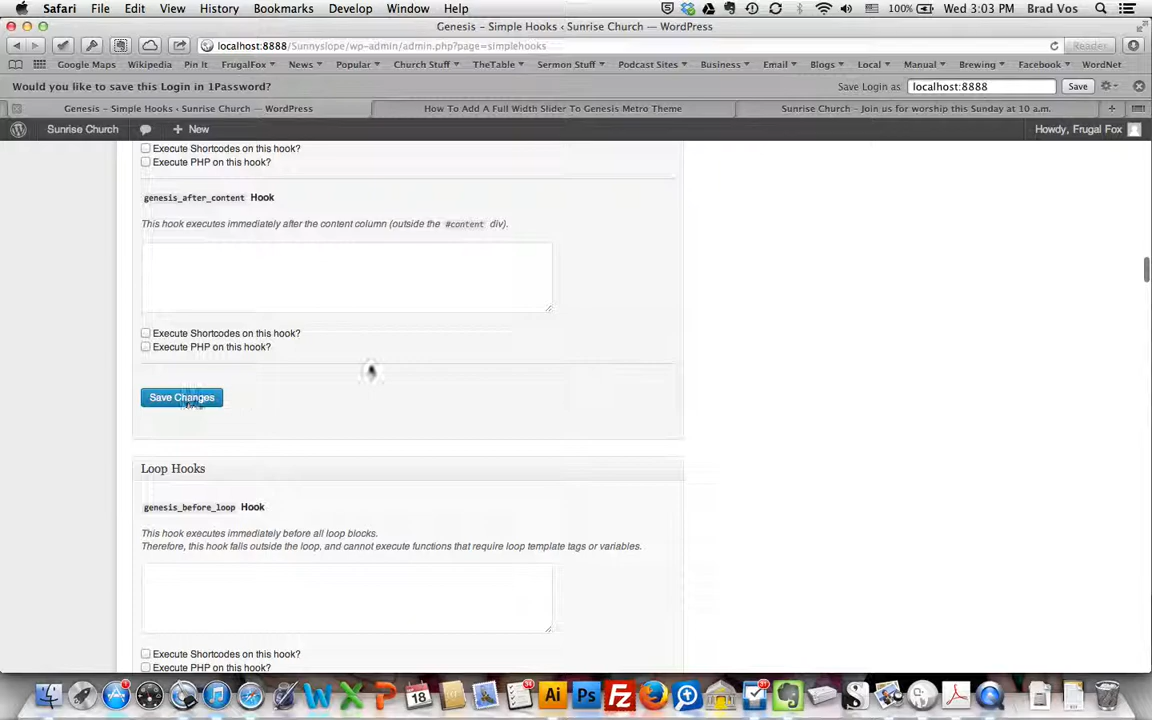 Safari File Edit View History Bookmarks Develop Window Help 100% Wed 3:03 PM Brad Vos
Genesis – Simple Hooks ‹ Sunrise Church — WordPress
localhost:8888/Sunnyslope/wp-admin/admin.php?page=simplehooks Reader
Google Maps Wikipedia Pin It FrugalFox News Popular Church Stuff TheTable Sermon Stuff Podcast Sites Business Email Blogs Local Manual Brewing Facebook WordNet
Would you like to save this Login in 1Password? Save Login as: localhost:8888 Save
Genesis – Simple Hooks ‹ Sunrise Church — WordPress How To Add A Full Width Slider To Genesis Metro Theme Sunrise Church – Join us for worship this Sunday at 10 a.m.
Sunrise Church + New Howdy, Frugal Fox
Execute Shortcodes on this hook?
Execute PHP on this hook?
genesis_after_content Hook
This hook executes immediately after the content column (outside the #content div).
Execute Shortcodes on this hook?
Execute PHP on this hook?
Save Changes
Loop Hooks
genesis_before_loop Hook
This hook executes immediately before all loop blocks.
Therefore, this hook falls outside the loop, and cannot execute functions that require loop template tags or variables.
Execute Shortcodes on this hook?
Execute PHP on this hook?
18 Ai Ps FZ